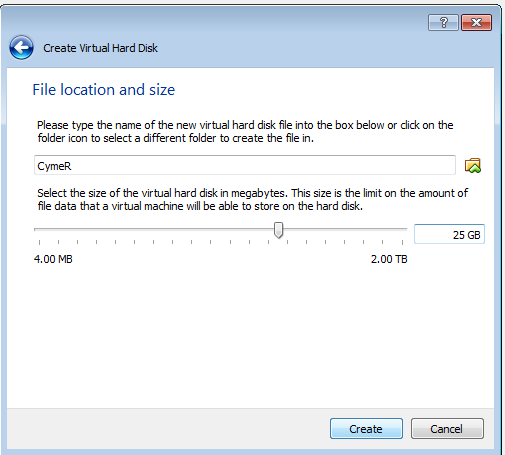 Create Virtual Hard Disk
File location and size
Please type the name of the new virtual hard disk file into the box below or click on the
folder icon to select a different folder to create the file in.
CymeR
Select the size of the virtual hard disk in megabytes. This size is the limit on the amount of
file data that a virtual machine will be able to store on the hard disk.
25 GB
4.00 MB 2.00 TB
Create Cancel